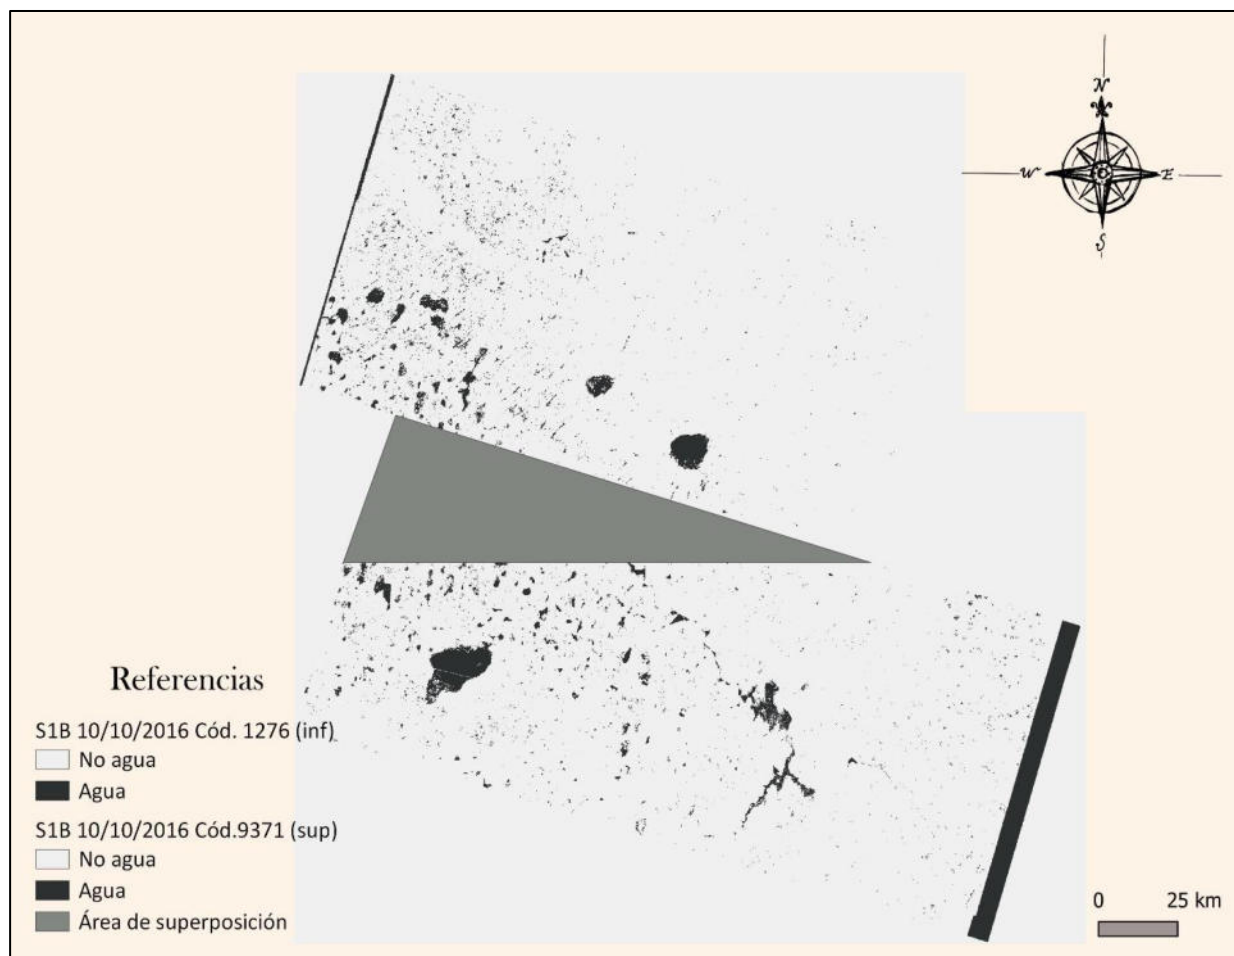 N
W E
S
Referencias
S1B 10/10/2016 Cód. 1276 (inf)
No agua
Agua
S1B 10/10/2016 Cód.9371 (sup)
No agua
Agua
Área de superposición
0 25 km